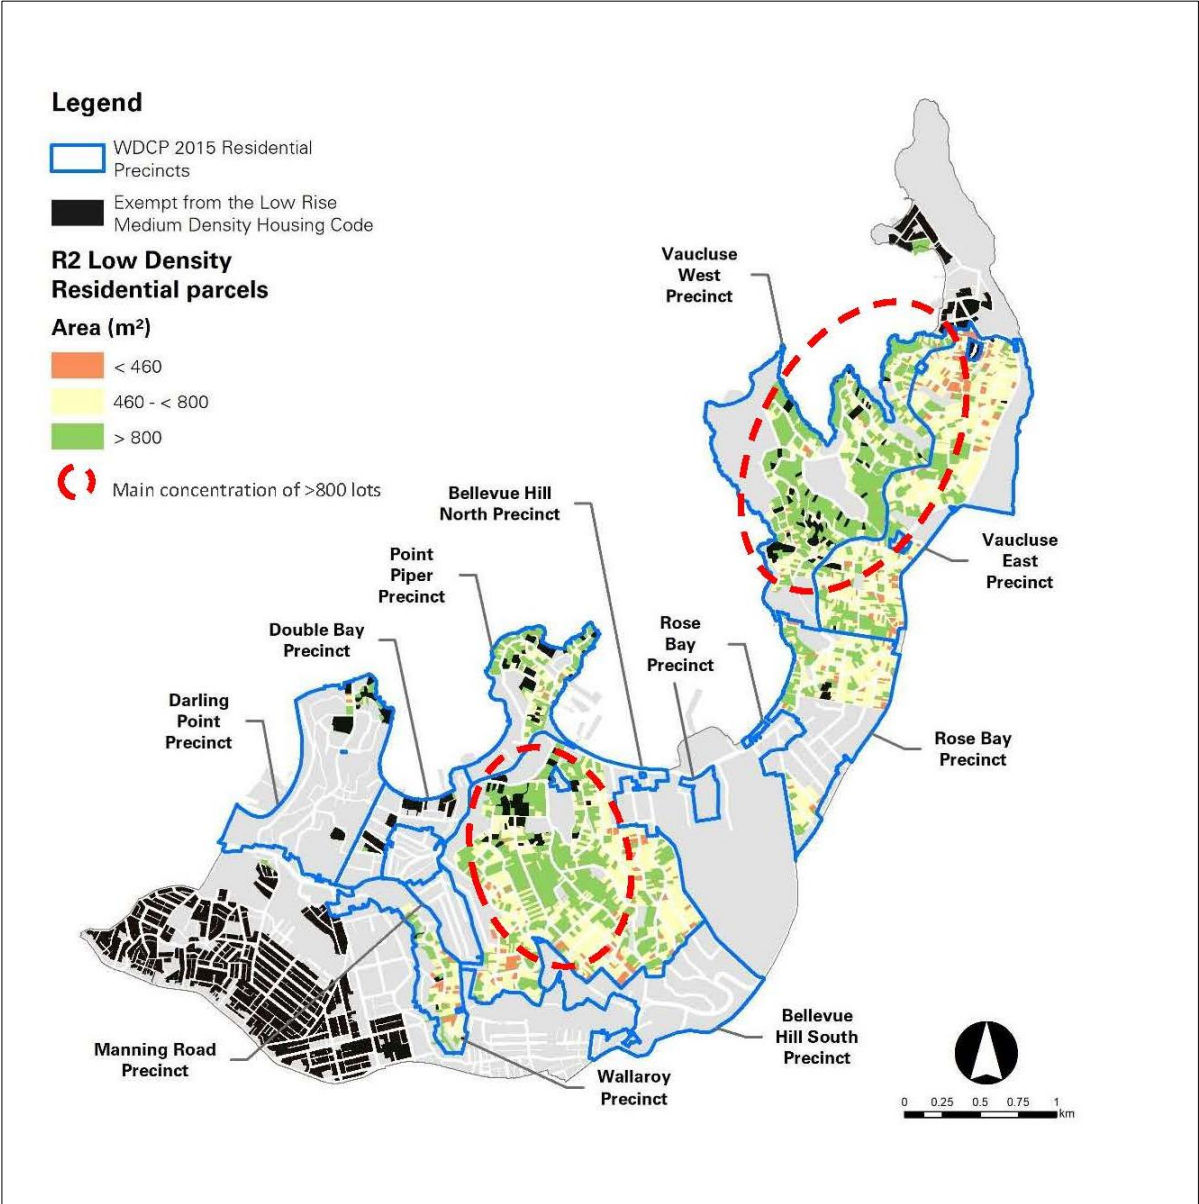 Legend
WDCP 2015 Residential
Precincts
Exempt from the Low Rise
Medium Density Housing Code
R2 Low Density
Residential parcels
Area (m²)
< 460
460 - < 800
> 800
Main concentration of >800 lots
Vaucluse
West
Precinct
Bellevue Hill
North Precinct
Point
Piper
Precinct
Double Bay
Precinct
Darling
Point
Precinct
Rose
Bay
Precinct
Vaucluse
East
Precinct
Rose Bay
Precinct
Manning Road
Precinct
Wallaroy
Precinct
Bellevue
Hill South
Precinct
0 0.25 0.5 0.75 1
km